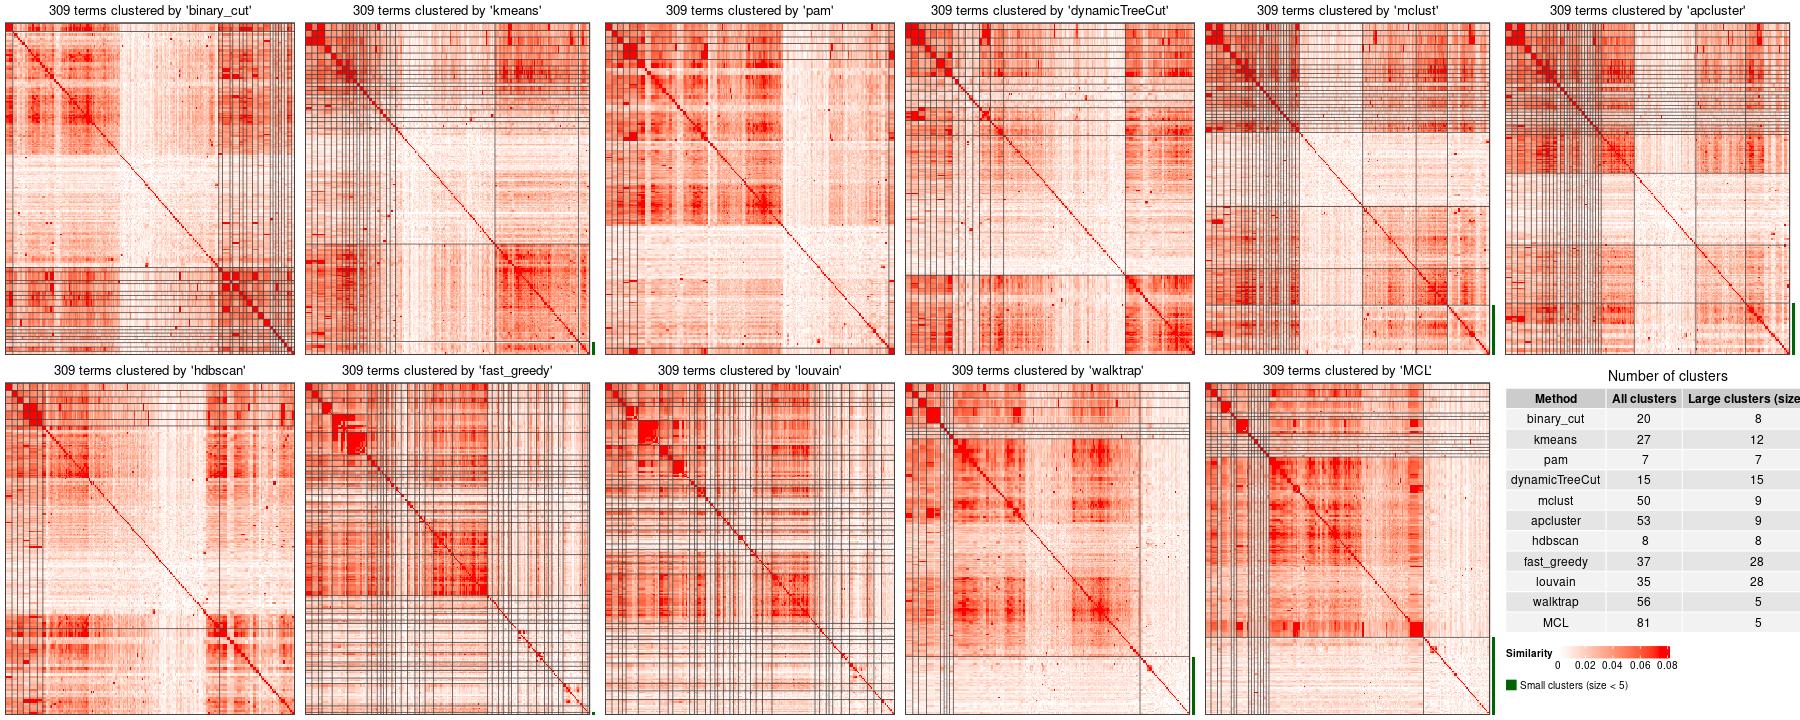 309 terms clustered by 'binary_cut'
309 terms clustered by 'kmeans'
309 terms clustered by 'pam'
309 terms clustered by 'dynamicTreeCut'
309 terms clustered by 'mclust'
309 terms clustered by 'apcluster'
309 terms clustered by 'hdbscan'
309 terms clustered by 'fast_greedy'
309 terms clustered by 'louvain'
309 terms clustered by 'walktrap'
309 terms clustered by 'MCL'
Number of clusters
Method All clusters Large clusters (size
binary_cut 20 8
kmeans 27 12
pam 7 7
dynamicTreeCut 15 15
mclust 50 9
apcluster 53 9
hdbscan 8 8
fast_greedy 37 28
louvain 35 28
walktrap 56 5
MCL 81 5
Similarity
0 0.02 0.04 0.06 0.08
Small clusters (size < 5)